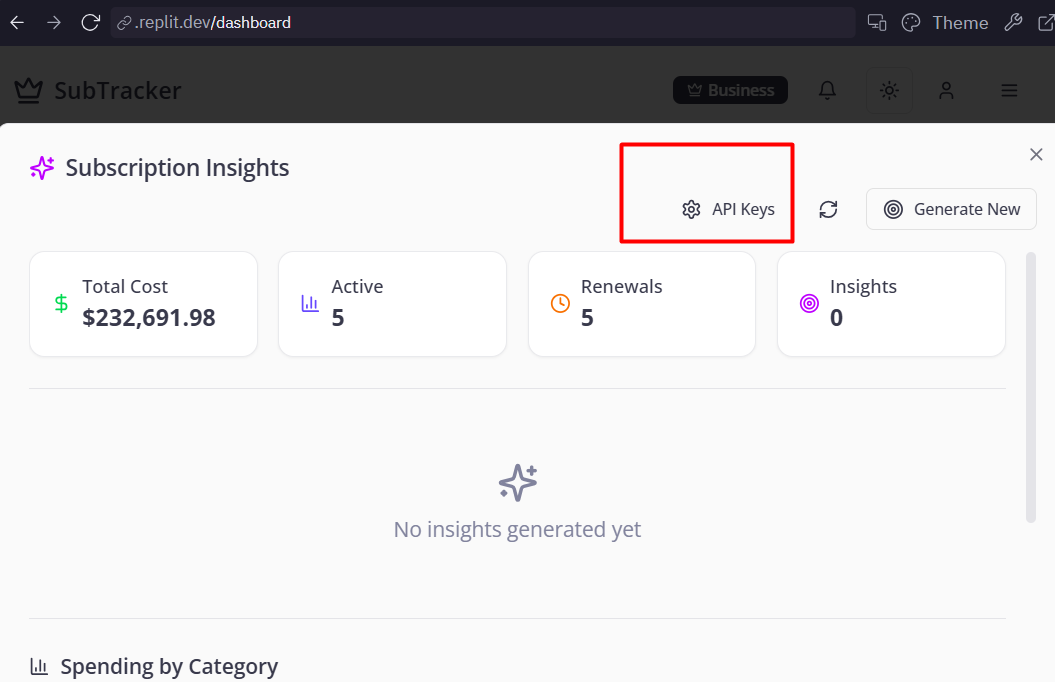 .replit.dev/dashboard
Theme
SubTracker
Business
Subscription Insights
API Keys
Generate New
Total Cost
$232,691.98
Active
5
Renewals
5
Insights
0
No insights generated yet
Spending by Category